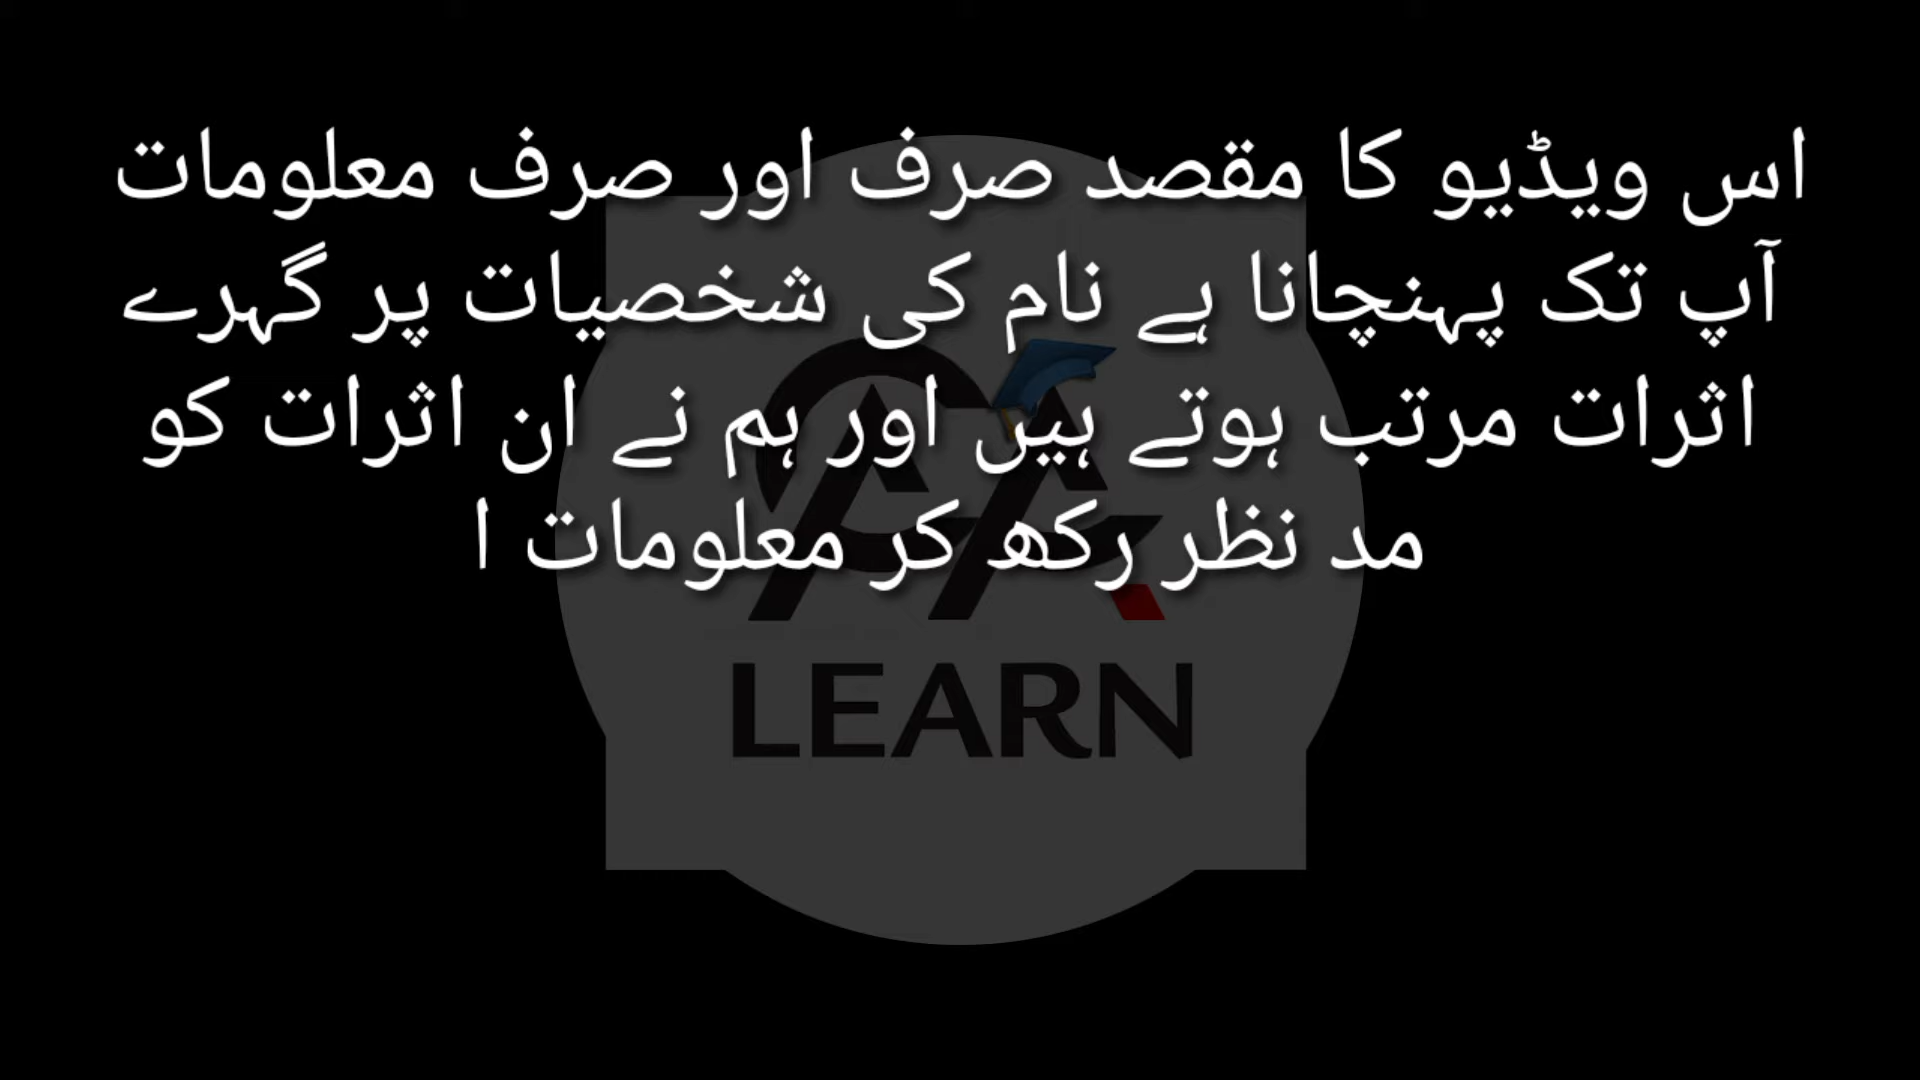 اس ویڈیو کا مقصد صرف اور صرف معلومات
آپ تک پہنچانا ہے نام کی شخصیات پر گہرے
اثرات مرتب ہوتے ہیں اور ہم نے ان اثرات کو
مد نظر رکھ کر معلومات ا
LEARN